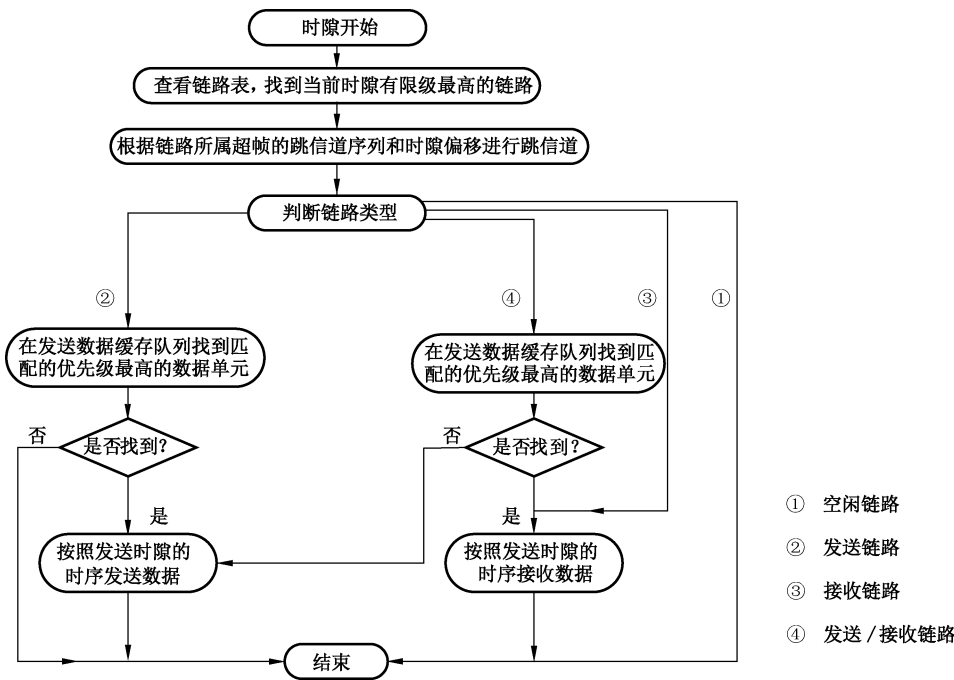 时隙开始
查看链路表,找到当前时隙有限级最高的链路
根据链路所属超帧的跳信道序列和时隙偏移进行跳信道
判断链路类型
②
④
③
①
在发送数据缓存队列找到匹
配的优先级最高的数据单元
在发送数据缓存队列找到匹
配的优先级最高的数据单元
否
是否找到?
否
是否找到?
是
是
按照发送时隙的
时序发送数据
按照发送时隙的
时序接收数据
结束
① 空闲链路
② 发送链路
③ 接收链路
④ 发送/接收链路